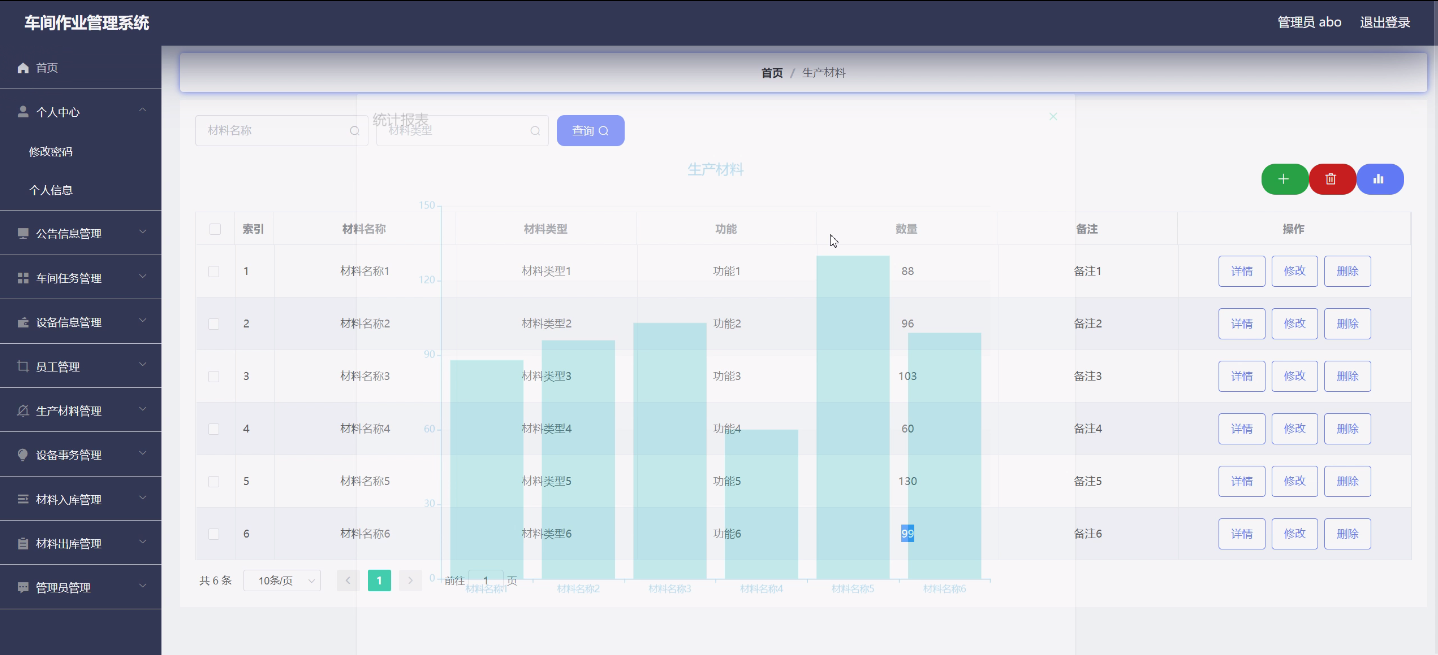 车间作业管理系统
管理员 abo 退出登录
首页
个人中心
修改密码
个人信息
公告信息管理
车间任务管理
设备信息管理
员工管理
生产材料管理
设备事务管理
材料入库管理
材料出库管理
管理员管理
首页 / 生产材料
统计报表
材料名称 材料类型 查询
生产材料
索引 材料名称 材料类型 功能 数量 备注 操作
1 材料名称1 材料类型1 功能1 88 备注1 详情 修改 删除
2 材料名称2 材料类型2 功能2 96 备注2 详情 修改 删除
3 材料名称3 材料类型3 功能3 103 备注3 详情 修改 删除
4 材料名称4 材料类型4 功能4 60 备注4 详情 修改 删除
5 材料名称5 材料类型5 功能5 130 备注5 详情 修改 删除
6 材料名称6 材料类型6 功能6 99 备注6 详情 修改 删除
共 6 条 10条/页 1 前往 1 页
150
120
90
60
30
0
材料名称1 材料名称2 材料名称3 材料名称4 材料名称5 材料名称6